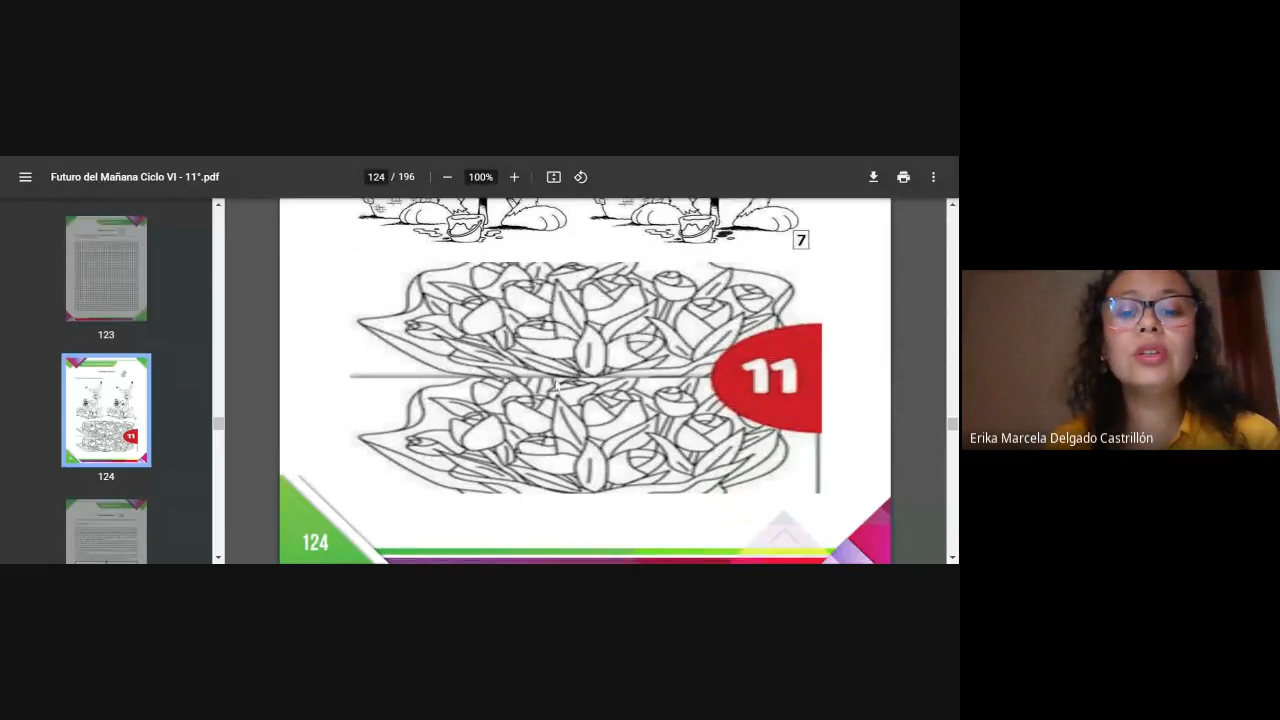 Futuro del Mañana Ciclo VI - 11°.pdf
124 / 196
100%
123
124
7
11
11
124
Erika Marcela Delgado Castrillón